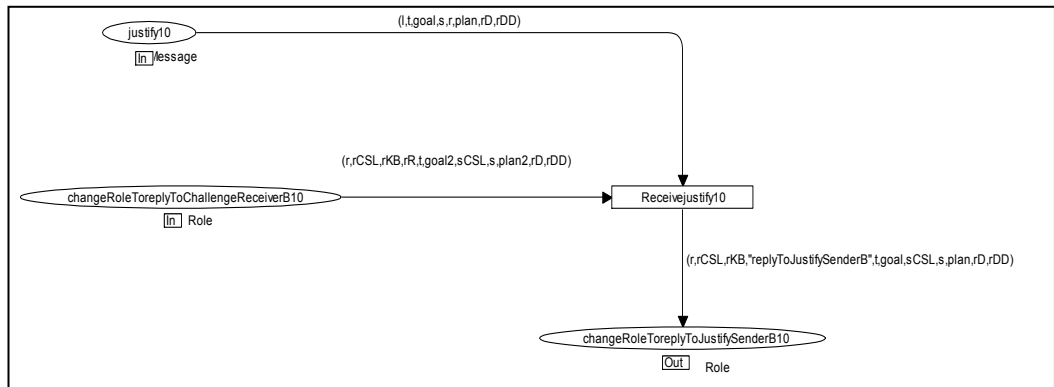 (l,t,goal,s,r,plan,rD,rDD)
justify10
In Message
(r,rCSL,rKB,rR,t,goal2,sCSL,s,plan2,rD,rDD)
changeRoleToreplyToChallengeReceiverB10
Receivejustify10
In Role
(r,rCSL,rKB,"replyToJustifySenderB",t,goal,sCSL,s,plan,rD,rDD)
changeRoleToreplyToJustifySenderB10
Out Role